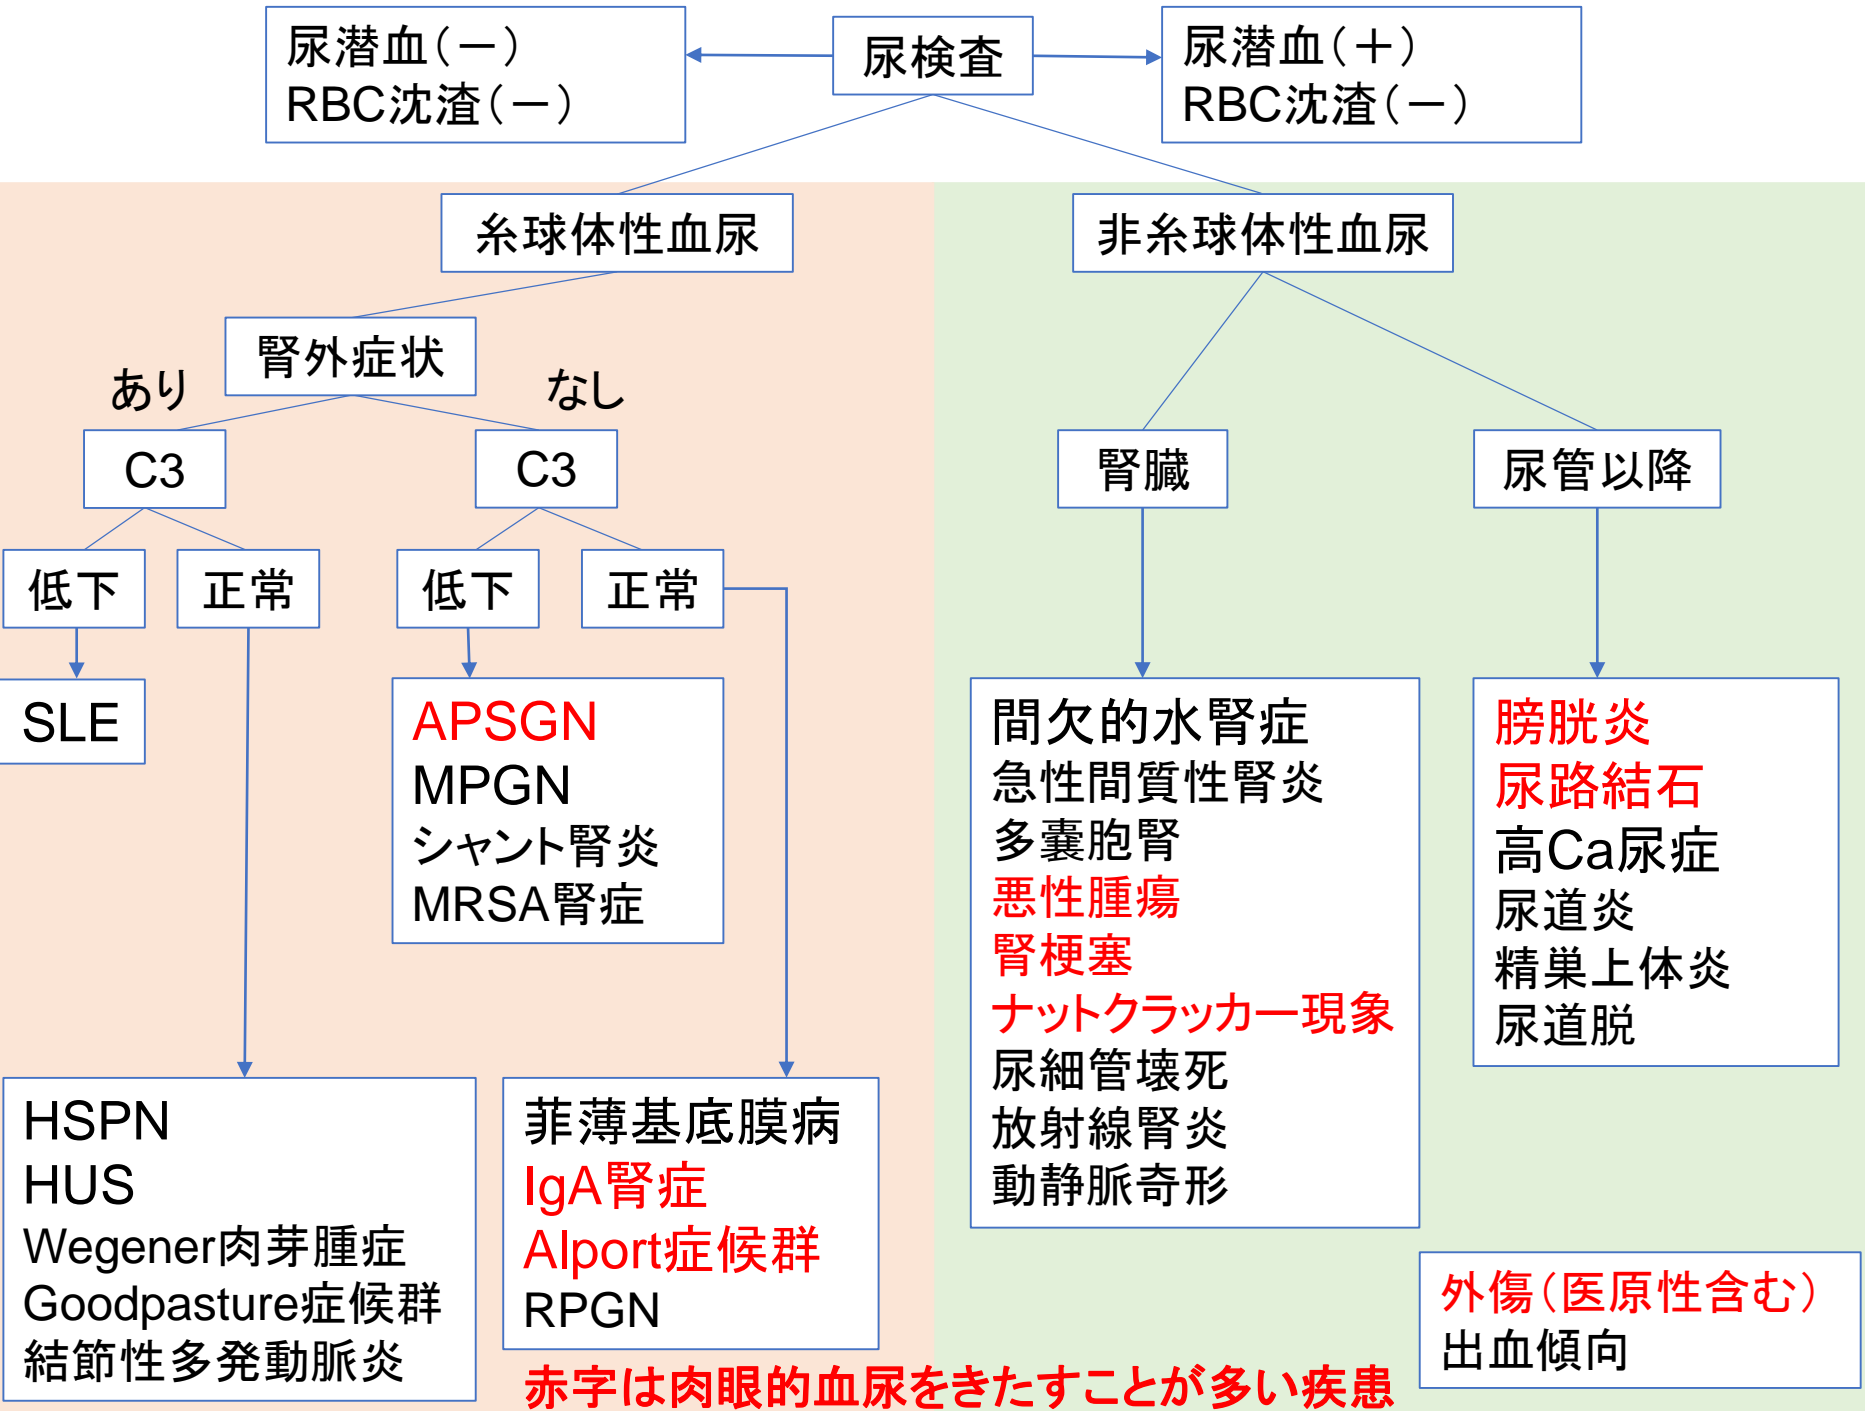 尿潜血(－)
RBC沈渣(－)
尿検査
尿潜血(＋)
RBC沈渣(－)
糸球体性血尿
非糸球体性血尿
腎外症状
あり
なし
C3
C3
腎臓
尿管以降
低下
正常
低下
正常
SLE
APSGN
MPGN
シャント腎炎
MRSA腎症
間欠的水腎症
急性間質性腎炎
多嚢胞腎
悪性腫瘍
腎梗塞
ナットクラッカー現象
尿細管壊死
放射線腎炎
動静脈奇形
膀胱炎
尿路結石
高Ca尿症
尿道炎
精巣上体炎
尿道脱
HSPN
HUS
Wegener肉芽腫症
Goodpasture症候群
結節性多発動脈炎
菲薄基底膜病
IgA腎症
Alport症候群
RPGN
外傷(医原性含む)
出血傾向
赤字は肉眼的血尿をきたすことが多い疾患